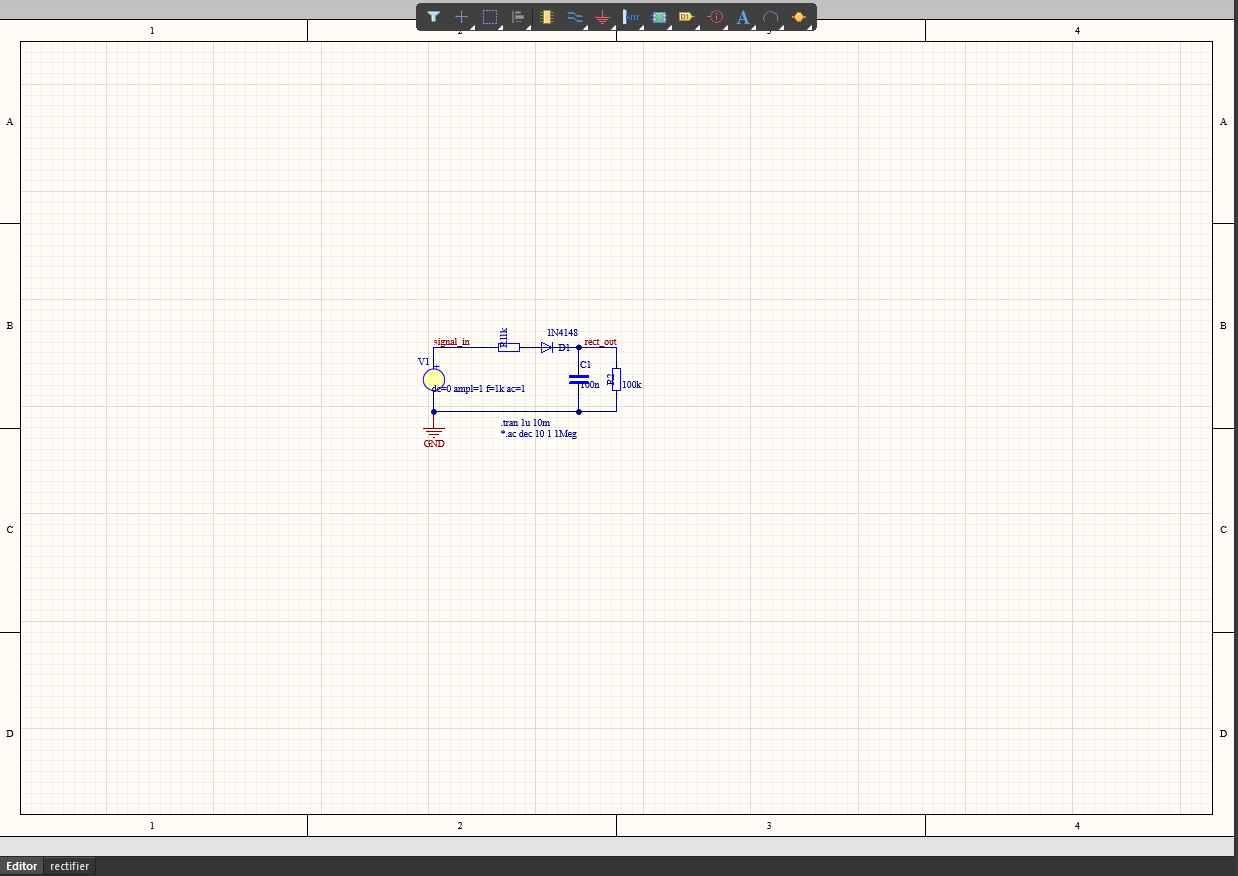 1 2 3 4
A A
1N4148
signal_in R1 1k D1 rect_out
V1 C1
dc=0 ampl=1 f=1k ac=1 100n R2 100k
B B
.tran 1u 10m
*.ac dec 10 1 1Meg
GND
C C
D D
1 2 3 4
Editor rectifier